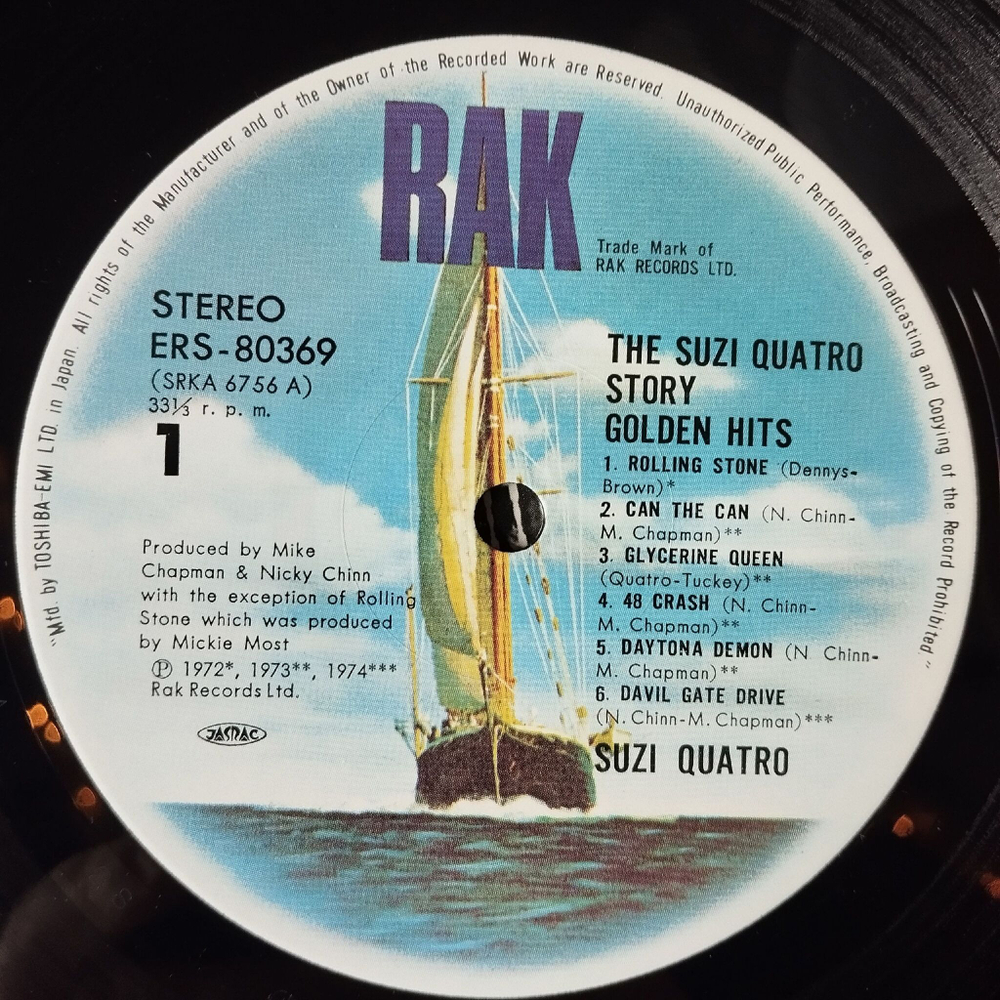 "Mfd. by TOSHIBA-EMI LTD. in Japan. All rights of the Manufacturer and of the Owner of the Recorded Work are Reserved. Unauthorized Public Performance, Broadcasting and Copying of the Record Prohibited."
RAK
Trade Mark of
RAK RECORDS LTD.
STEREO
ERS-80369
(SRKA 6756 A)
33⅓ r. p. m.
1
THE SUZI QUATRO
STORY
GOLDEN HITS
1. ROLLING STONE (Dennys-
Brown)*
2. CAN THE CAN (N. Chinn-
M. Chapman)**
3. GLYCERINE QUEEN
(Quatro-Tuckey)**
4. 48 CRASH (N. Chinn-
M. Chapman)**
5. DAYTONA DEMON (N Chinn-
M. Chapman)**
6. DAVIL GATE DRIVE
(N. Chinn-M. Chapman)***
SUZI QUATRO
Produced by Mike
Chapman & Nicky Chinn
with the exception of Rolling
Stone which was produced
by Mickie Most
Ⓟ 1972*, 1973**, 1974***
Rak Records Ltd.
JASRAC